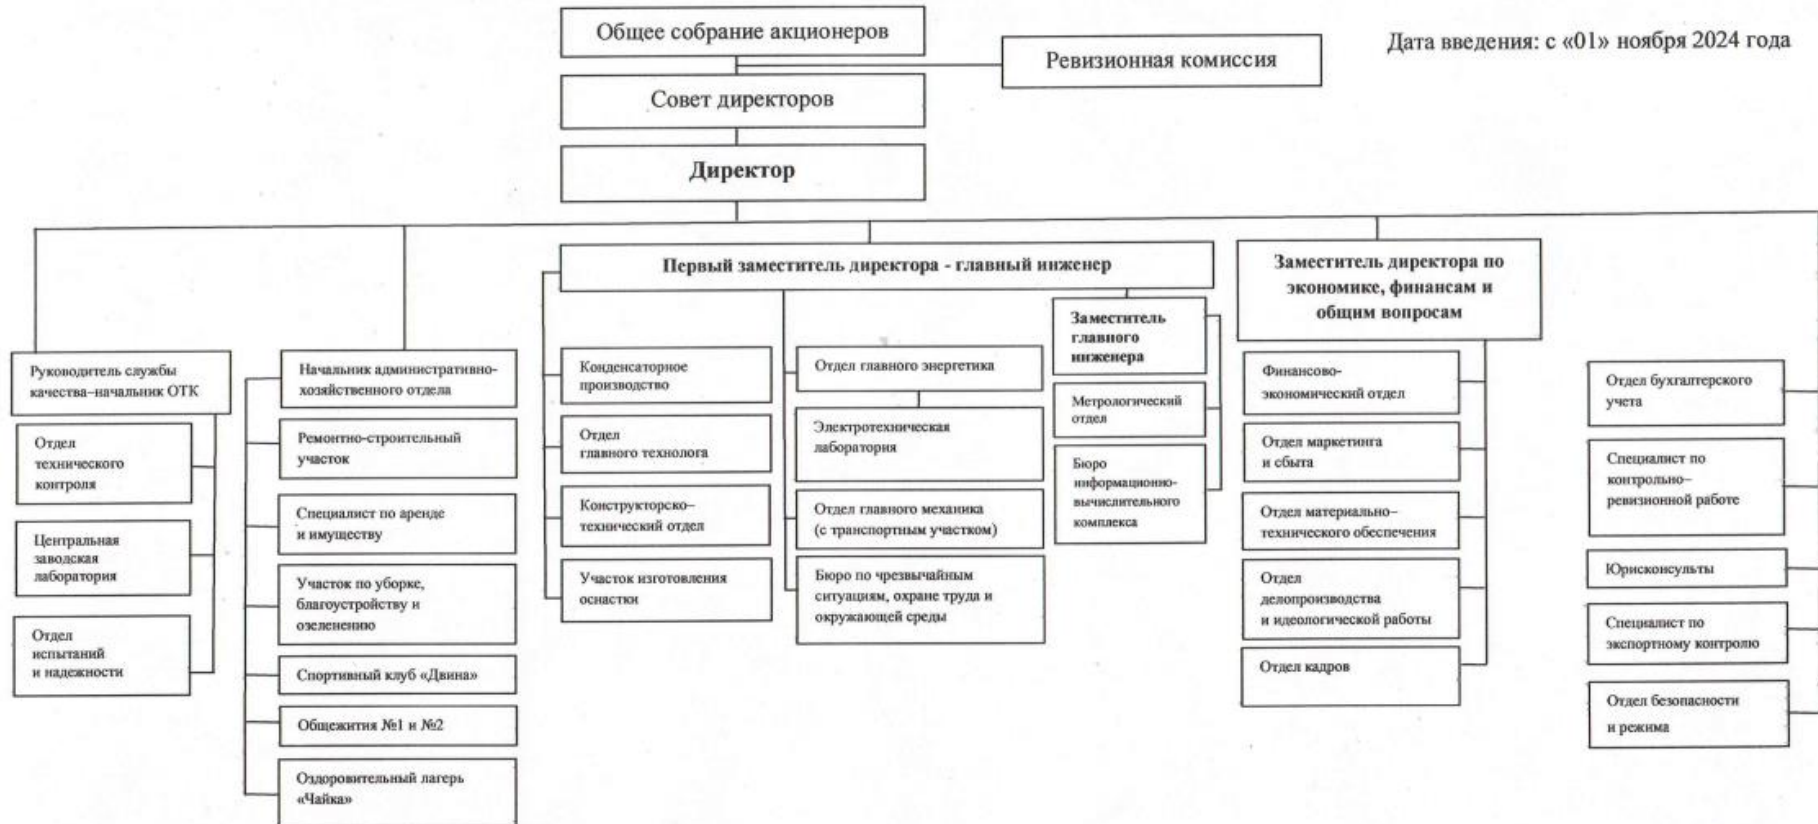 Общее собрание акционеров
Дата введения: с «01» ноября 2024 года
Ревизионная комиссия
Совет директоров
Директор
Первый заместитель директора - главный инженер
Заместитель директора по
экономике, финансам и
общим вопросам
Руководитель службы
качества–начальник ОТК
Отдел
технического
контроля
Центральная
заводская
лаборатория
Отдел
испытаний
и надежности
Начальник административно-
хозяйственного отдела
Ремонтно-строительный
участок
Специалист по аренде
и имуществу
Участок по уборке,
благоустройству и
озеленению
Спортивный клуб «Двина»
Общежития №1 и №2
Оздоровительный лагерь
«Чайка»
Конденсаторное
производство
Отдел
главного технолога
Конструкторско–
технический отдел
Участок изготовления
оснастки
Отдел главного энергетика
Электротехническая
лаборатория
Отдел главного механика
(с транспортным участком)
Бюро по чрезвычайным
ситуациям, охране труда и
окружающей среды
Заместитель
главного
инженера
Метрологический
отдел
Бюро
информационно-
вычислительного
комплекса
Финансово-
экономический отдел
Отдел маркетинга
и сбыта
Отдел материально–
технического обеспечения
Отдел
делопроизводства
и идеологической работы
Отдел кадров
Отдел бухгалтерского
учета
Специалист по
контрольно–
ревизионной работе
Юрисконсульты
Специалист по
экспортному контролю
Отдел безопасности
и режима